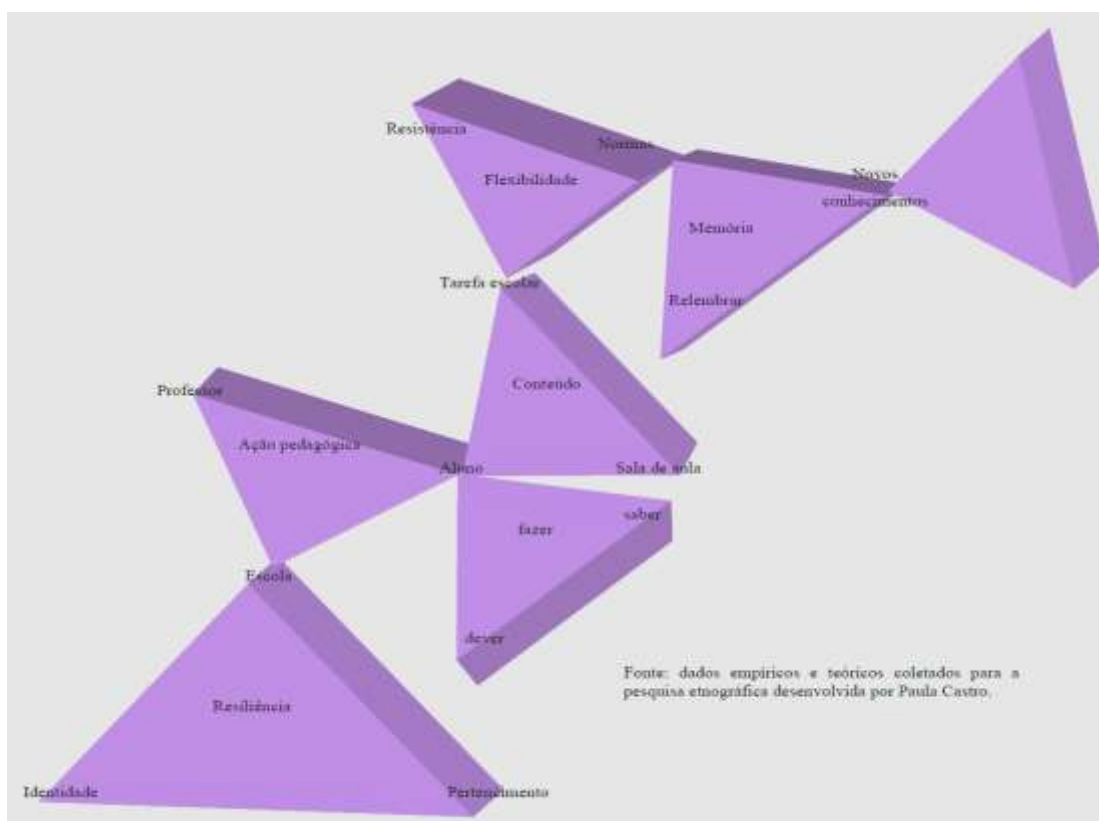 Resistência
Normas
Flexibilidade
Novos
conhecimentos
Memória
Tarefa escolar
Relembrar
Professor
Conteúdo
Ação pedagógica
Aluno
Sala de aula
saber
fazer
Escola
dever
Fonte: dados empíricos e teóricos coletados para a
pesquisa etnográfica desenvolvida por Paula Castro.
Resiliência
Identidade
Pertencimento